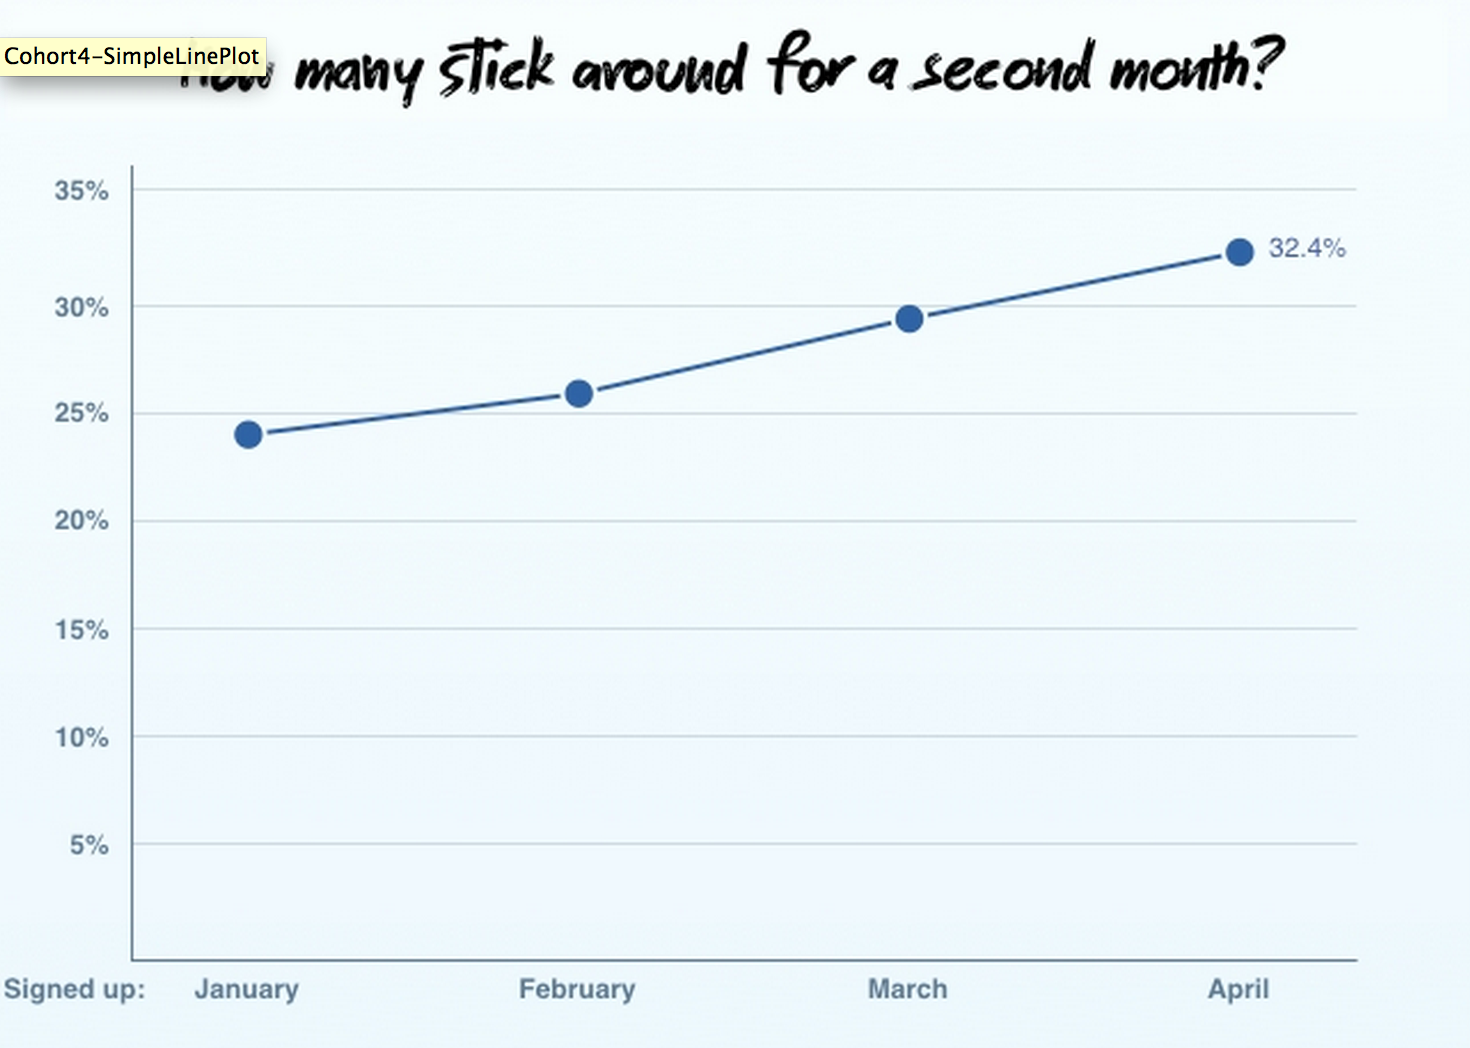 Cohort4-SimpleLinePlot
many stick around for a second month?
35%
32.4%
30%
25%
20%
15%
10%
5%
Signed up: January February March April